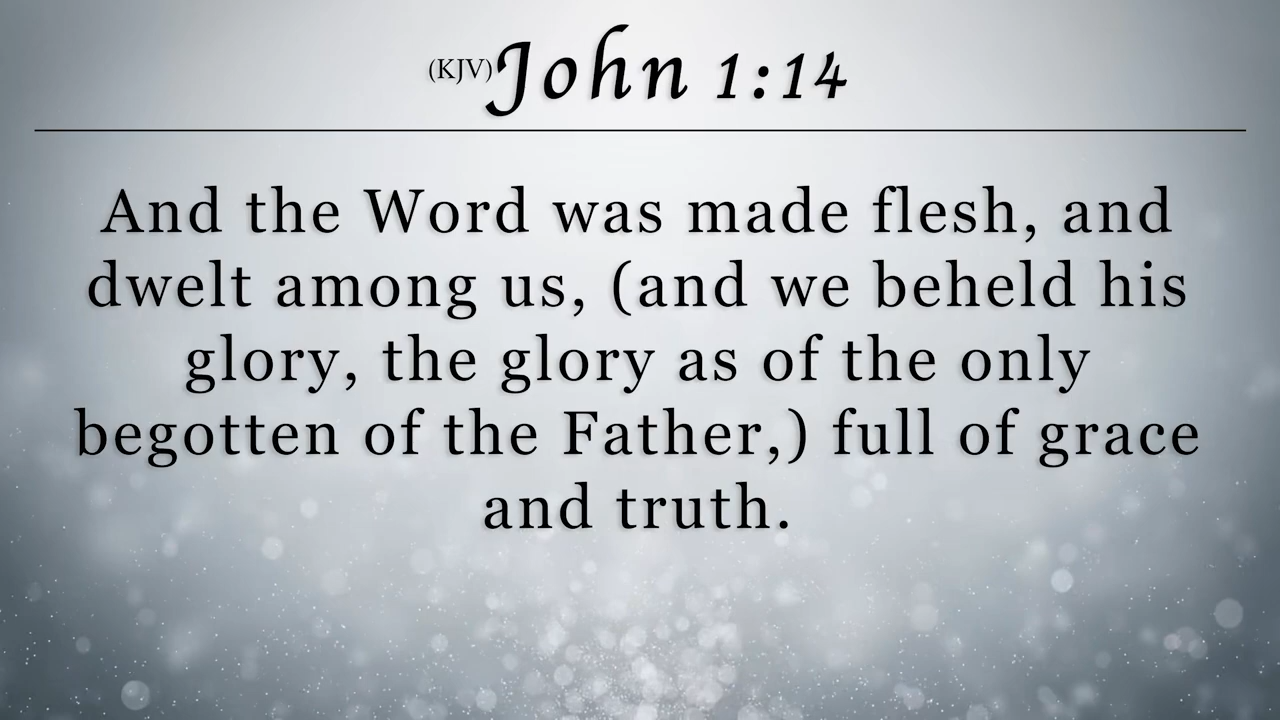 (KJV)John 1:14
And the Word was made flesh, and
dwelt among us, (and we beheld his
glory, the glory as of the only
begotten of the Father,) full of grace
and truth.